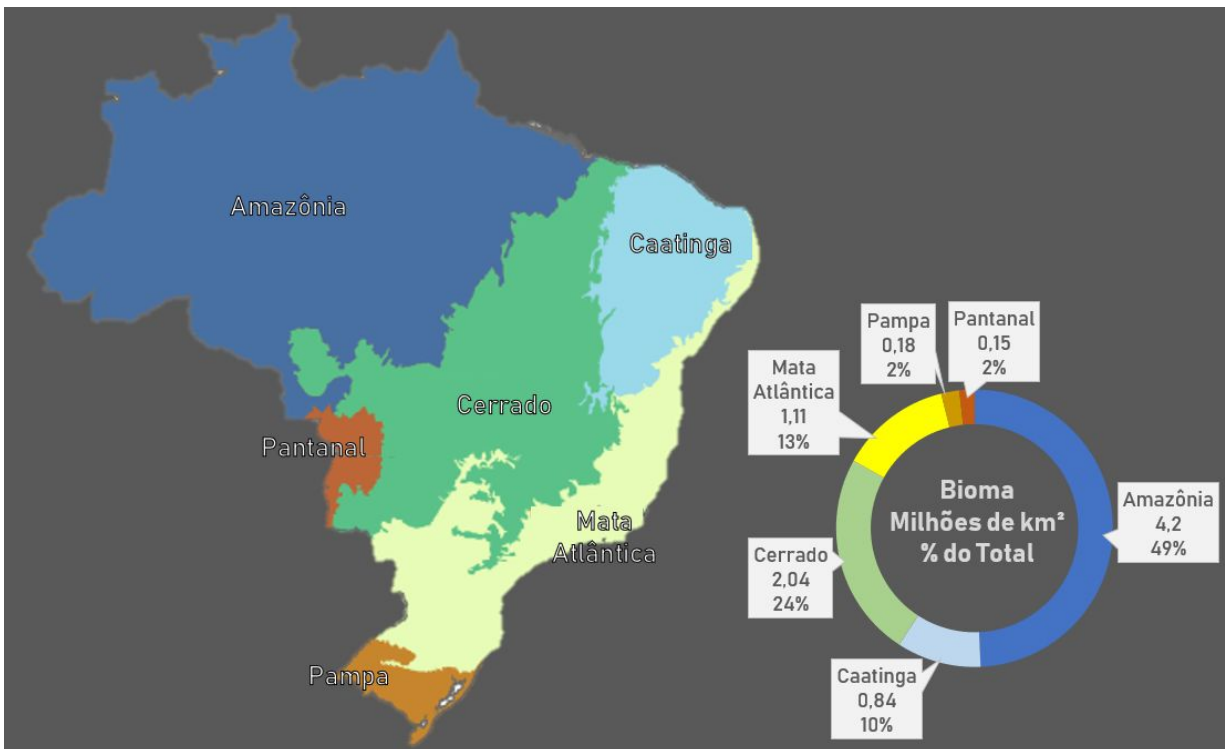 Amazônia
Caatinga
Cerrado
Pantanal
Mata
Atlântica
Pampa
Pampa
0,18
2%
Pantanal
0,15
2%
Mata
Atlântica
1,11
13%
Bioma
Milhões de km²
% do Total
Amazônia
4,2
49%
Cerrado
2,04
24%
Caatinga
0,84
10%